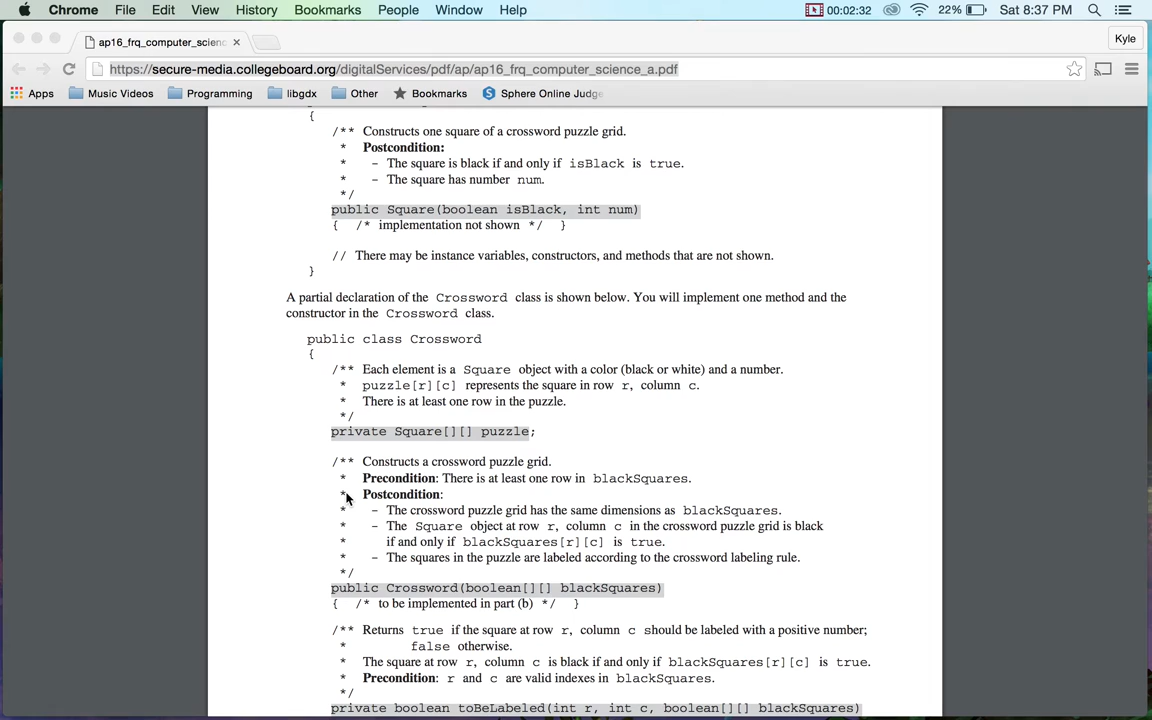 Chrome File Edit View History Bookmarks People Window Help 00:02:32 22% Sat 8:37 PM
ap16_frq_computer_scienc × Kyle
https://secure-media.collegeboard.org/digitalServices/pdf/ap/ap16_frq_computer_science_a.pdf
Apps Music Videos Programming libgdx Other Bookmarks Sphere Online Judge
{
/** Constructs one square of a crossword puzzle grid.
* Postcondition:
* – The square is black if and only if isBlack is true.
* – The square has number num.
*/
public Square(boolean isBlack, int num)
{ /* implementation not shown */ }
// There may be instance variables, constructors, and methods that are not shown.
}
A partial declaration of the Crossword class is shown below. You will implement one method and the
constructor in the Crossword class.
public class Crossword
{
/** Each element is a Square object with a color (black or white) and a number.
* puzzle[r][c] represents the square in row r, column c.
* There is at least one row in the puzzle.
*/
private Square[][] puzzle;
/** Constructs a crossword puzzle grid.
* Precondition: There is at least one row in blackSquares.
* Postcondition:
* – The crossword puzzle grid has the same dimensions as blackSquares.
* – The Square object at row r, column c in the crossword puzzle grid is black
* if and only if blackSquares[r][c] is true.
* – The squares in the puzzle are labeled according to the crossword labeling rule.
*/
public Crossword(boolean[][] blackSquares)
{ /* to be implemented in part (b) */ }
/** Returns true if the square at row r, column c should be labeled with a positive number;
* false otherwise.
* The square at row r, column c is black if and only if blackSquares[r][c] is true.
* Precondition: r and c are valid indexes in blackSquares.
*/
private boolean toBeLabeled(int r, int c, boolean[][] blackSquares)